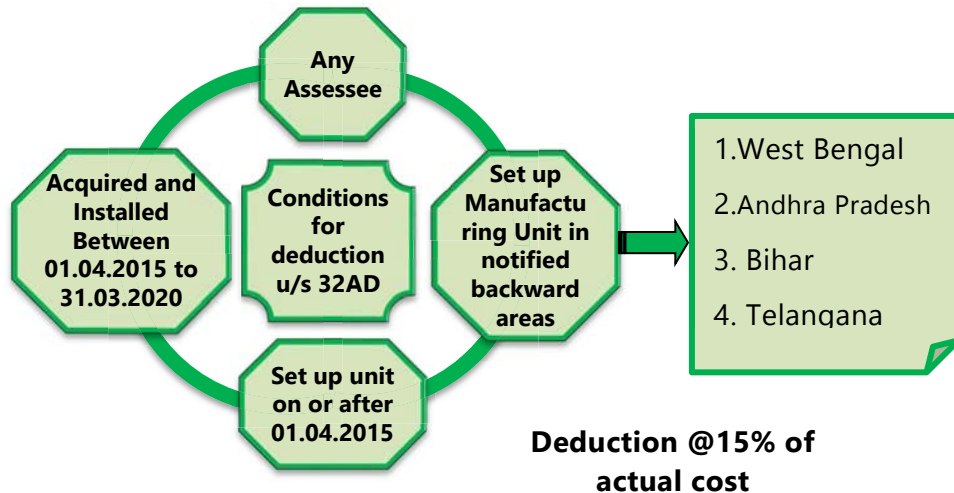 Any
Assessee
Acquired and
Installed
Between
01.04.2015 to
31.03.2020
Conditions
for
deduction
u/s 32AD
Set up
Manufactu
ring Unit in
notified
backward
areas
Set up unit
on or after
01.04.2015
1.West Bengal
2.Andhra Pradesh
3. Bihar
4. Telangana
Deduction @15% of
actual cost